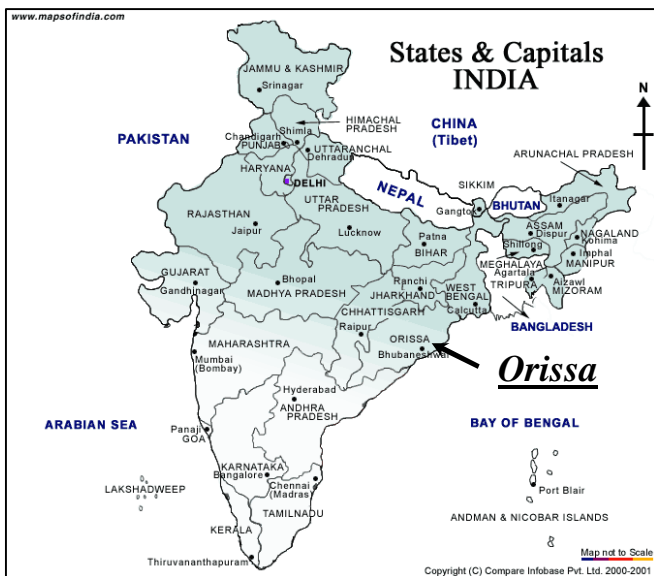 www.mapsofindia.com
States & Capitals
INDIA
JAMMU & KASHMIR
Srinagar
N
HIMACHAL
PRADESH
CHINA
(Tibet)
PAKISTAN
Shimla
Chandigarh
PUNJAB
UTTARANCHAL
Dehradun
ARUNACHAL PRADESH
HARYANA
DELHI
NEPAL
SIKKIM
BHUTAN
Itanagar
UTTAR
PRADESH
Gangtok
RAJASTHAN
Jaipur
Lucknow
ASSAM
Dispur
NAGALAND
Kohima
Patna
BIHAR
Shillong
MEGHALAYA
Imphal
MANIPUR
GUJARAT
Gandhinagar
Bhopal
MADHYA PRADESH
Ranchi
JHARKHAND
WEST
BENGAL
Calcutta
Agartala
TRIPURA
Aizawl
MIZORAM
CHHATTISGARH
Raipur
BANGLADESH
MAHARASHTRA
ORISSA
Bhubaneshwar
Mumbai
(Bombay)
Orissa
Hyderabad
ANDHRA
PRADESH
ARABIAN SEA
Panaji
GOA
BAY OF BENGAL
KARNATAKA
Bangalore
Chennai
(Madras)
LAKSHADWEEP
Port Blair
TAMILNADU
ANDMAN & NICOBAR ISLANDS
KERALA
Thiruvananthapuram
Map not to Scale
Copyright (C) Compare Infobase Pvt. Ltd. 2000-2001